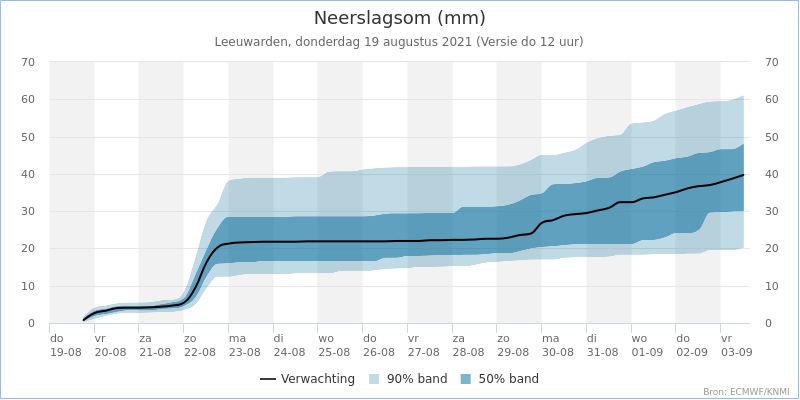 Neerslagsom (mm)
Leeuwarden, donderdag 19 augustus 2021 (Versie do 12 uur)
70 70
60 60
50 50
40 40
30 30
20 20
10 10
0 0
do vr za zo ma di wo do vr za zo ma di wo do vr
19-08 20-08 21-08 22-08 23-08 24-08 25-08 26-08 27-08 28-08 29-08 30-08 31-08 01-09 02-09 03-09
Verwachting 90% band 50% band
Bron: ECMWF/KNMI